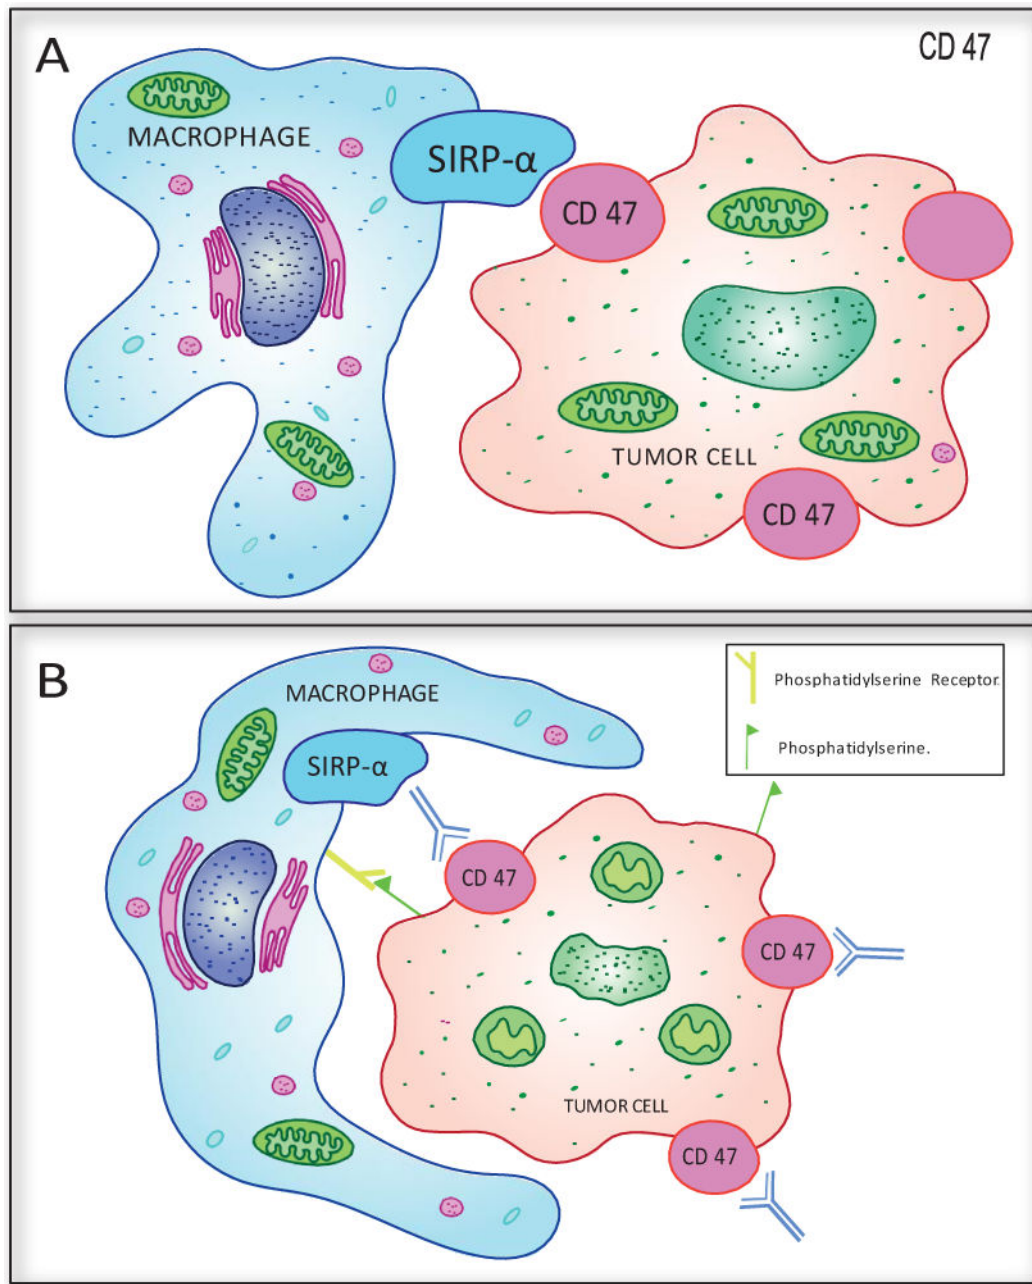 A
CD 47
MACROPHAGE
SIRP-α
CD 47
TUMOR CELL
CD 47
B
MACROPHAGE
SIRP-α
Phosphatidylserine Receptor.
Phosphatidylserine.
CD 47
CD 47
TUMOR CELL
CD 47